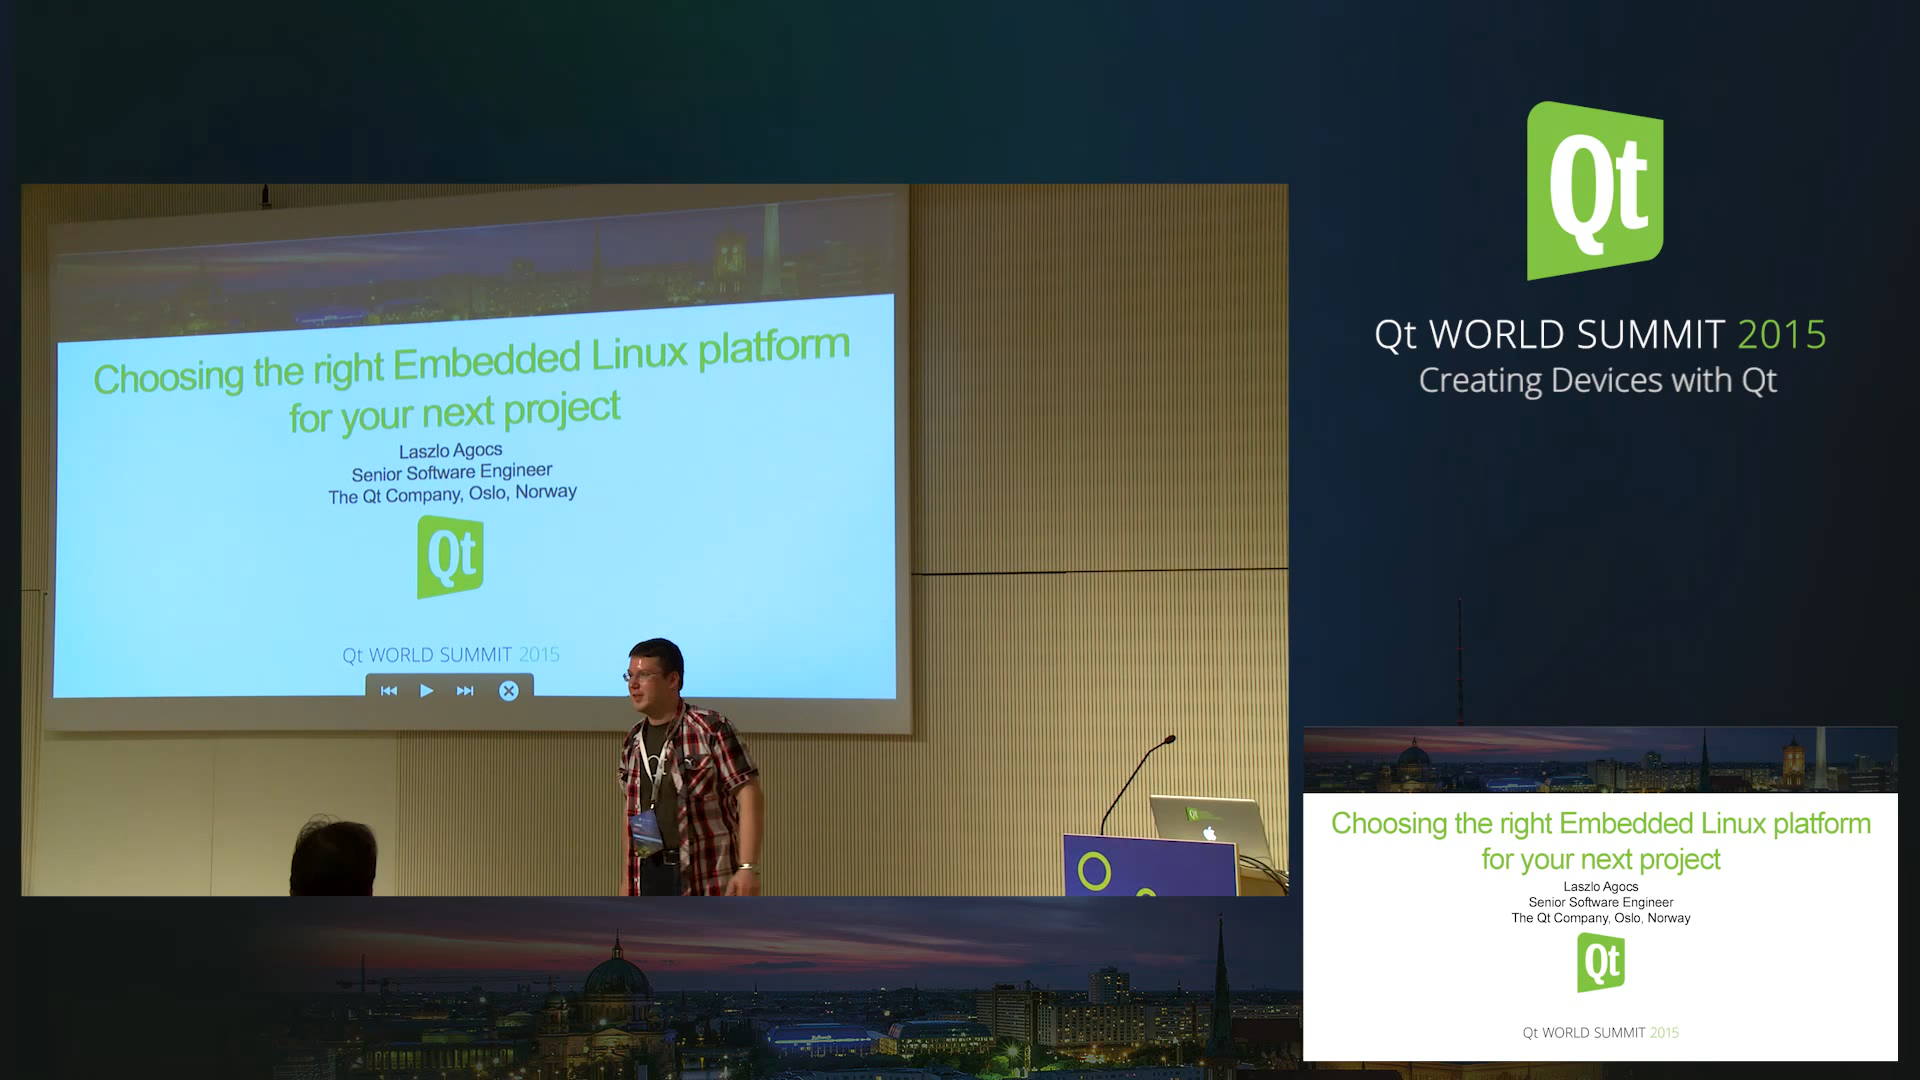 Qt
Qt WORLD SUMMIT 2015
Creating Devices with Qt
Choosing the right Embedded Linux platform
for your next project
Laszlo Agocs
Senior Software Engineer
The Qt Company, Oslo, Norway
Qt
Qt WORLD SUMMIT 2015
Choosing the right Embedded Linux platform
for your next project
Laszlo Agocs
Senior Software Engineer
The Qt Company, Oslo, Norway
Qt
Qt WORLD SUMMIT 2015